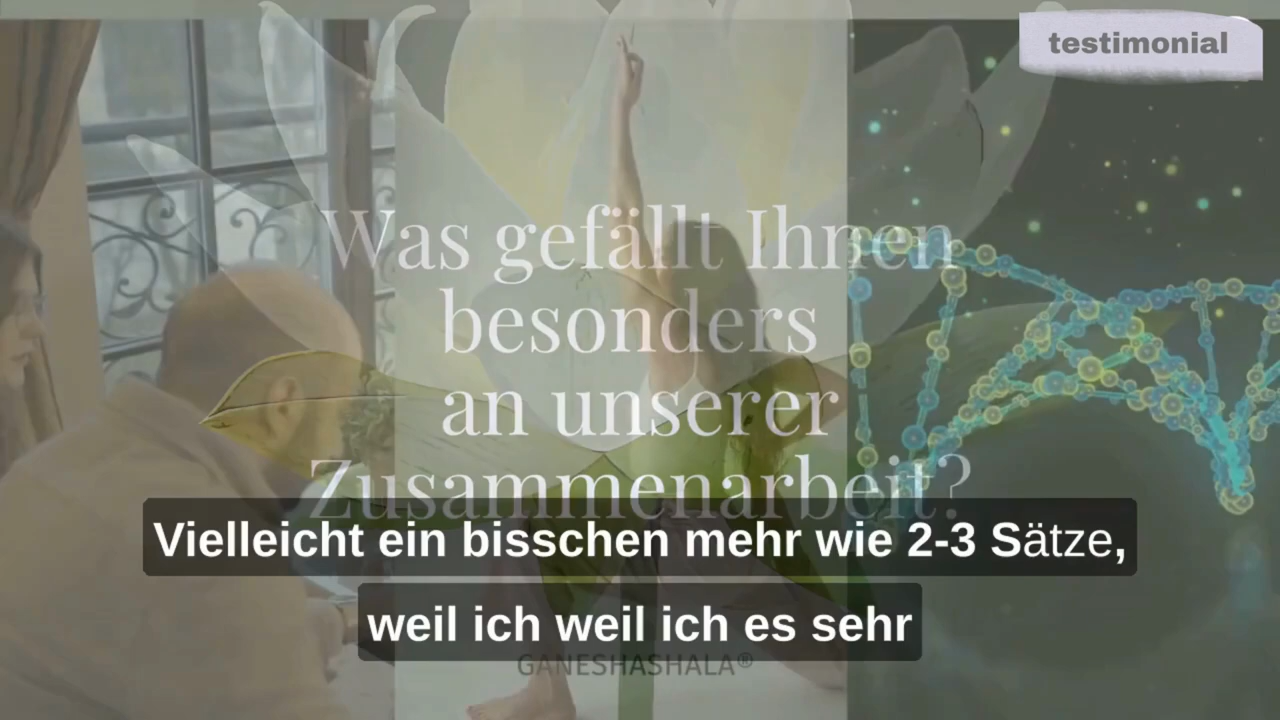 testimonial
Was gefällt Ihnen
besonders
an unserer
Zusammenarbeit?
Vielleicht ein bisschen mehr wie 2-3 Sätze,
weil ich weil ich es sehr
GANESHASHALA®